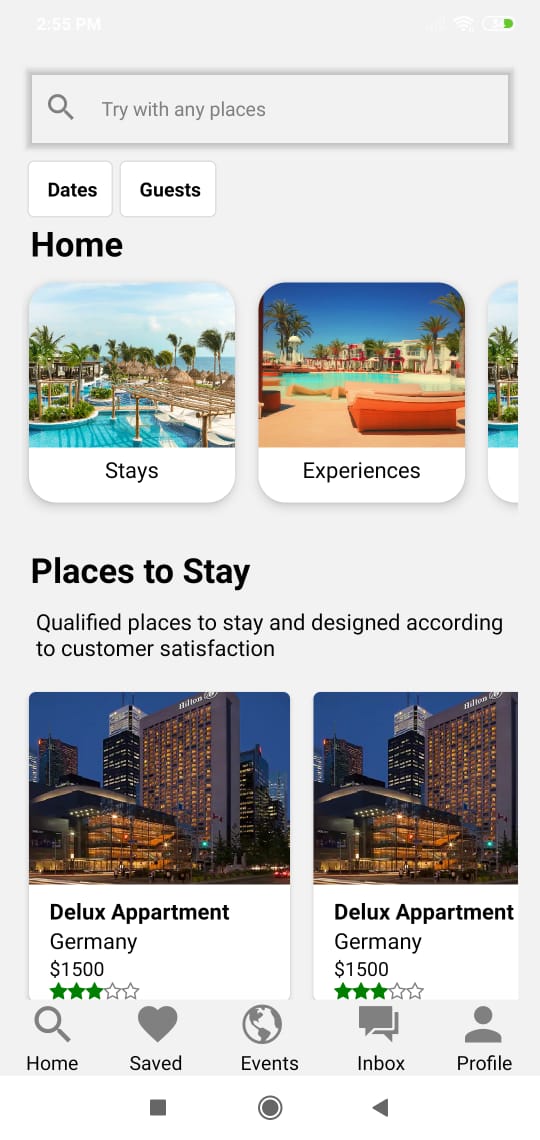 2:55 PM
Try with any places
Dates Guests
Home
Stays Experiences
Places to Stay
Qualified places to stay and designed according
to customer satisfaction
Hilton Hilton
Delux Appartment Delux Appartment
Germany Germany
$1500 $1500
Home Saved Events Inbox Profile